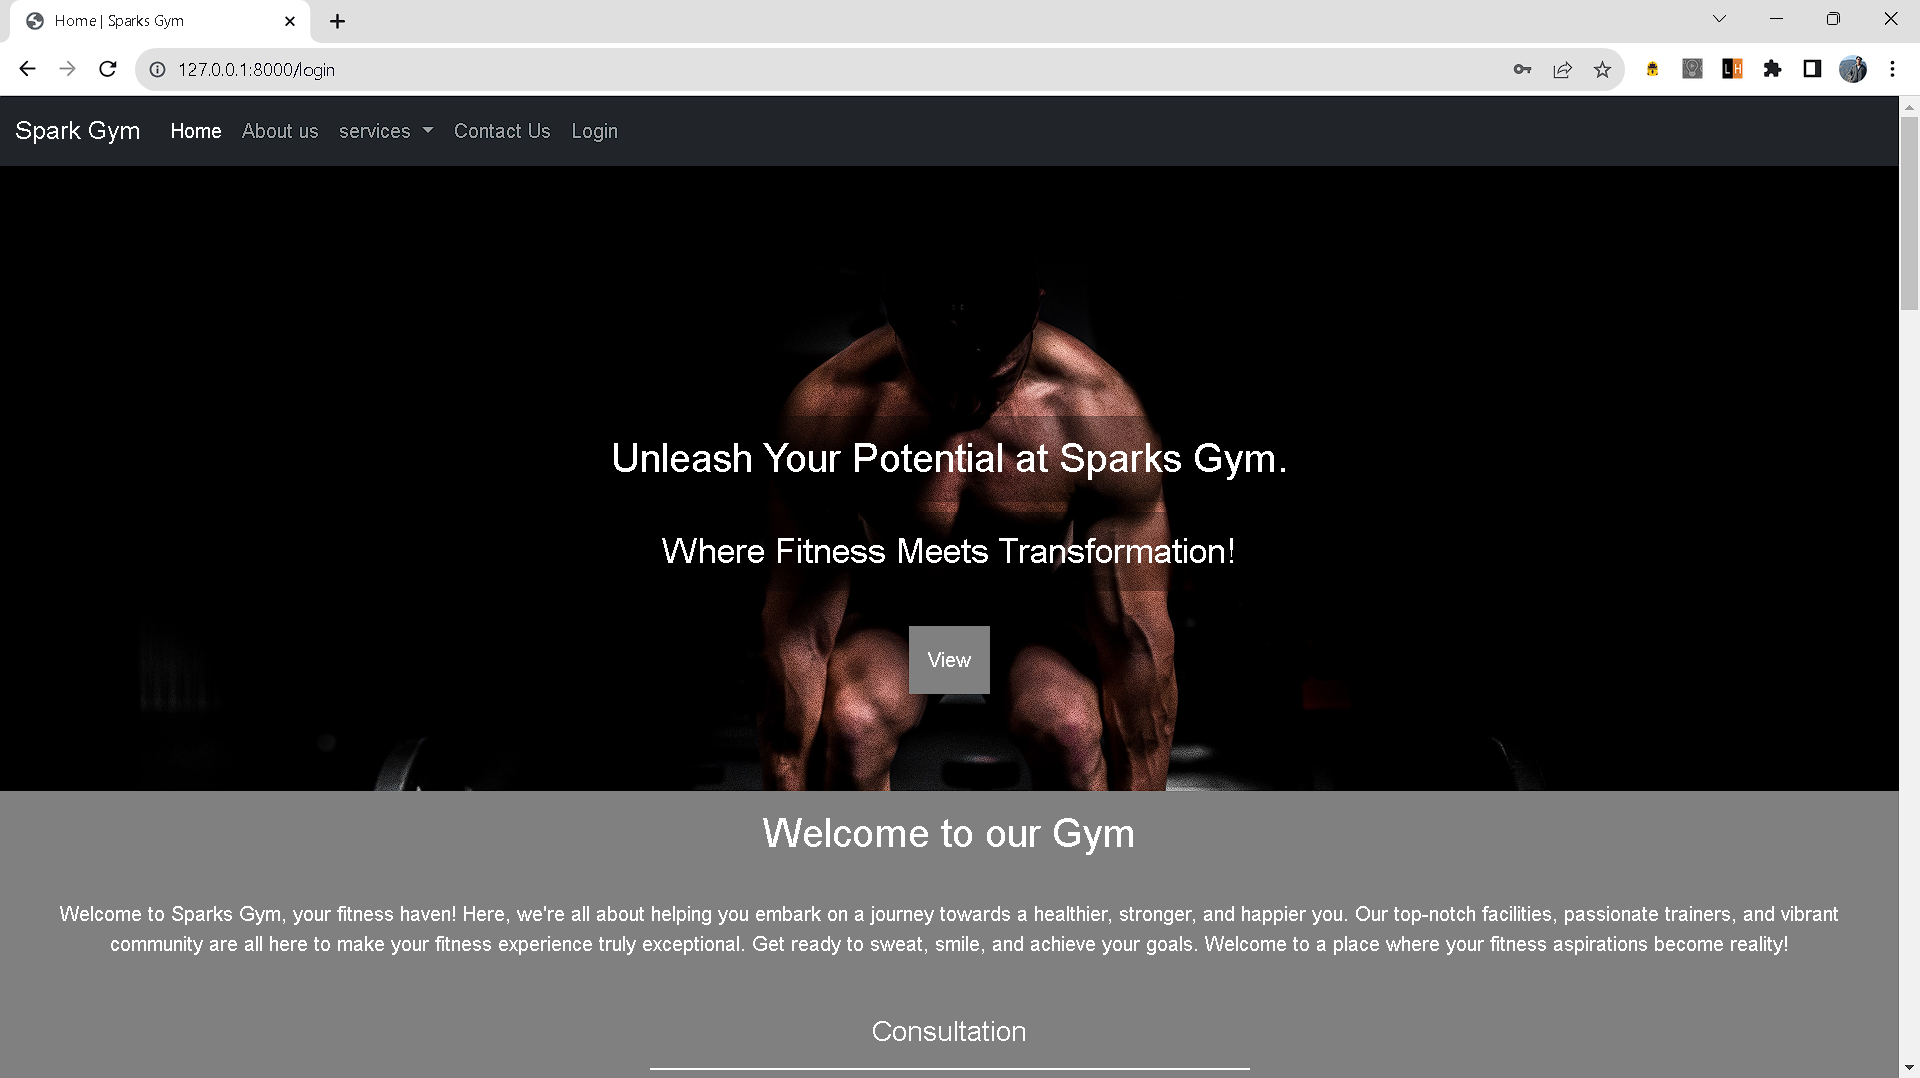 Home | Sparks Gym
127.0.0.1:8000/login
LH
Spark Gym Home About us services Contact Us Login
Unleash Your Potential at Sparks Gym.
Where Fitness Meets Transformation!
View
Welcome to our Gym
Welcome to Sparks Gym, your fitness haven! Here, we're all about helping you embark on a journey towards a healthier, stronger, and happier you. Our top-notch facilities, passionate trainers, and vibrant
community are all here to make your fitness experience truly exceptional. Get ready to sweat, smile, and achieve your goals. Welcome to a place where your fitness aspirations become reality!
Consultation